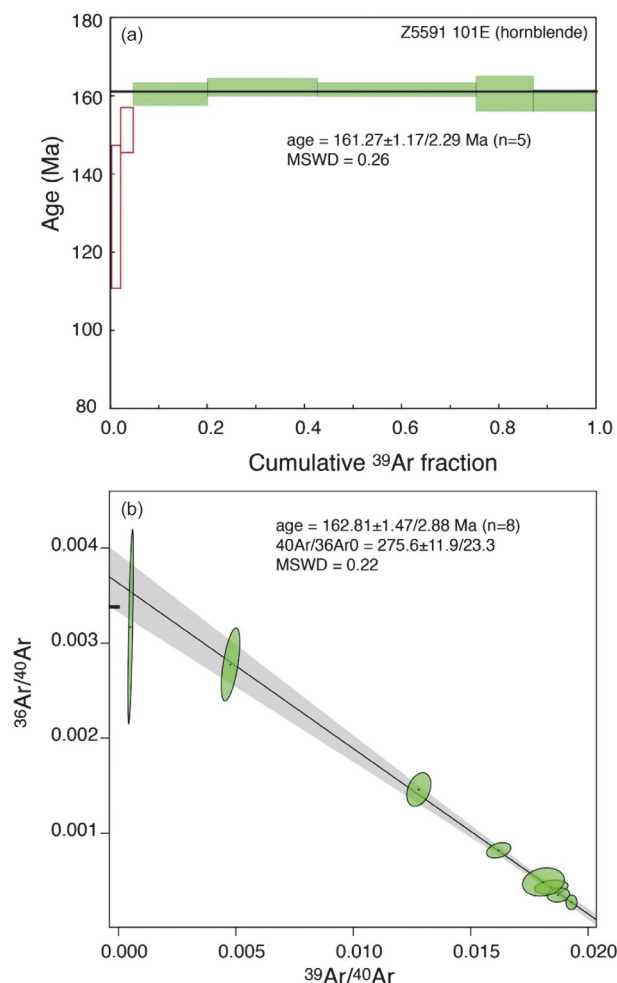 (a)
Z5591 101E (hornblende)
180
160
140
120
100
80
Age (Ma)
age = 161.27±1.17/2.29 Ma (n=5)
MSWD = 0.26
0.0 0.2 0.4 0.6 0.8 1.0
Cumulative ³⁹Ar fraction
(b)
age = 162.81±1.47/2.88 Ma (n=8)
40Ar/36Ar0 = 275.6±11.9/23.3
MSWD = 0.22
0.004
0.003
0.002
0.001
³⁶Ar/⁴⁰Ar
0.000 0.005 0.010 0.015 0.020
³⁹Ar/⁴⁰Ar